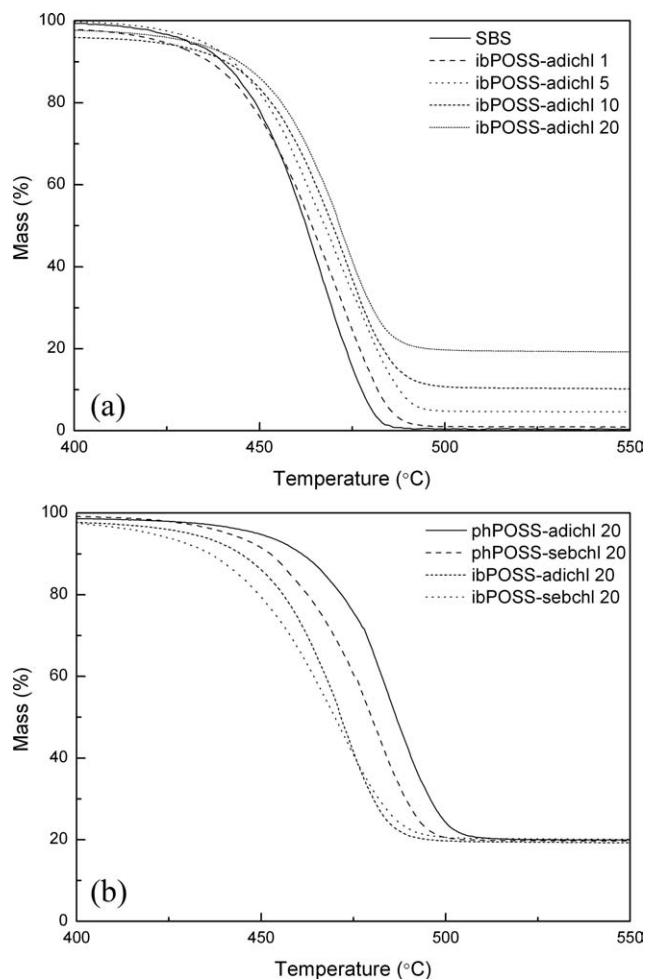 100
80
60
40
20
0
Mass (%)
SBS
ibPOSS-adichl 1
ibPOSS-adichl 5
ibPOSS-adichl 10
ibPOSS-adichl 20
(a)
400 450 500 550
Temperature (°C)
100
80
60
40
20
0
Mass (%)
phPOSS-adichl 20
phPOSS-sebchl 20
ibPOSS-adichl 20
ibPOSS-sebchl 20
(b)
400 450 500 550
Temperature (°C)